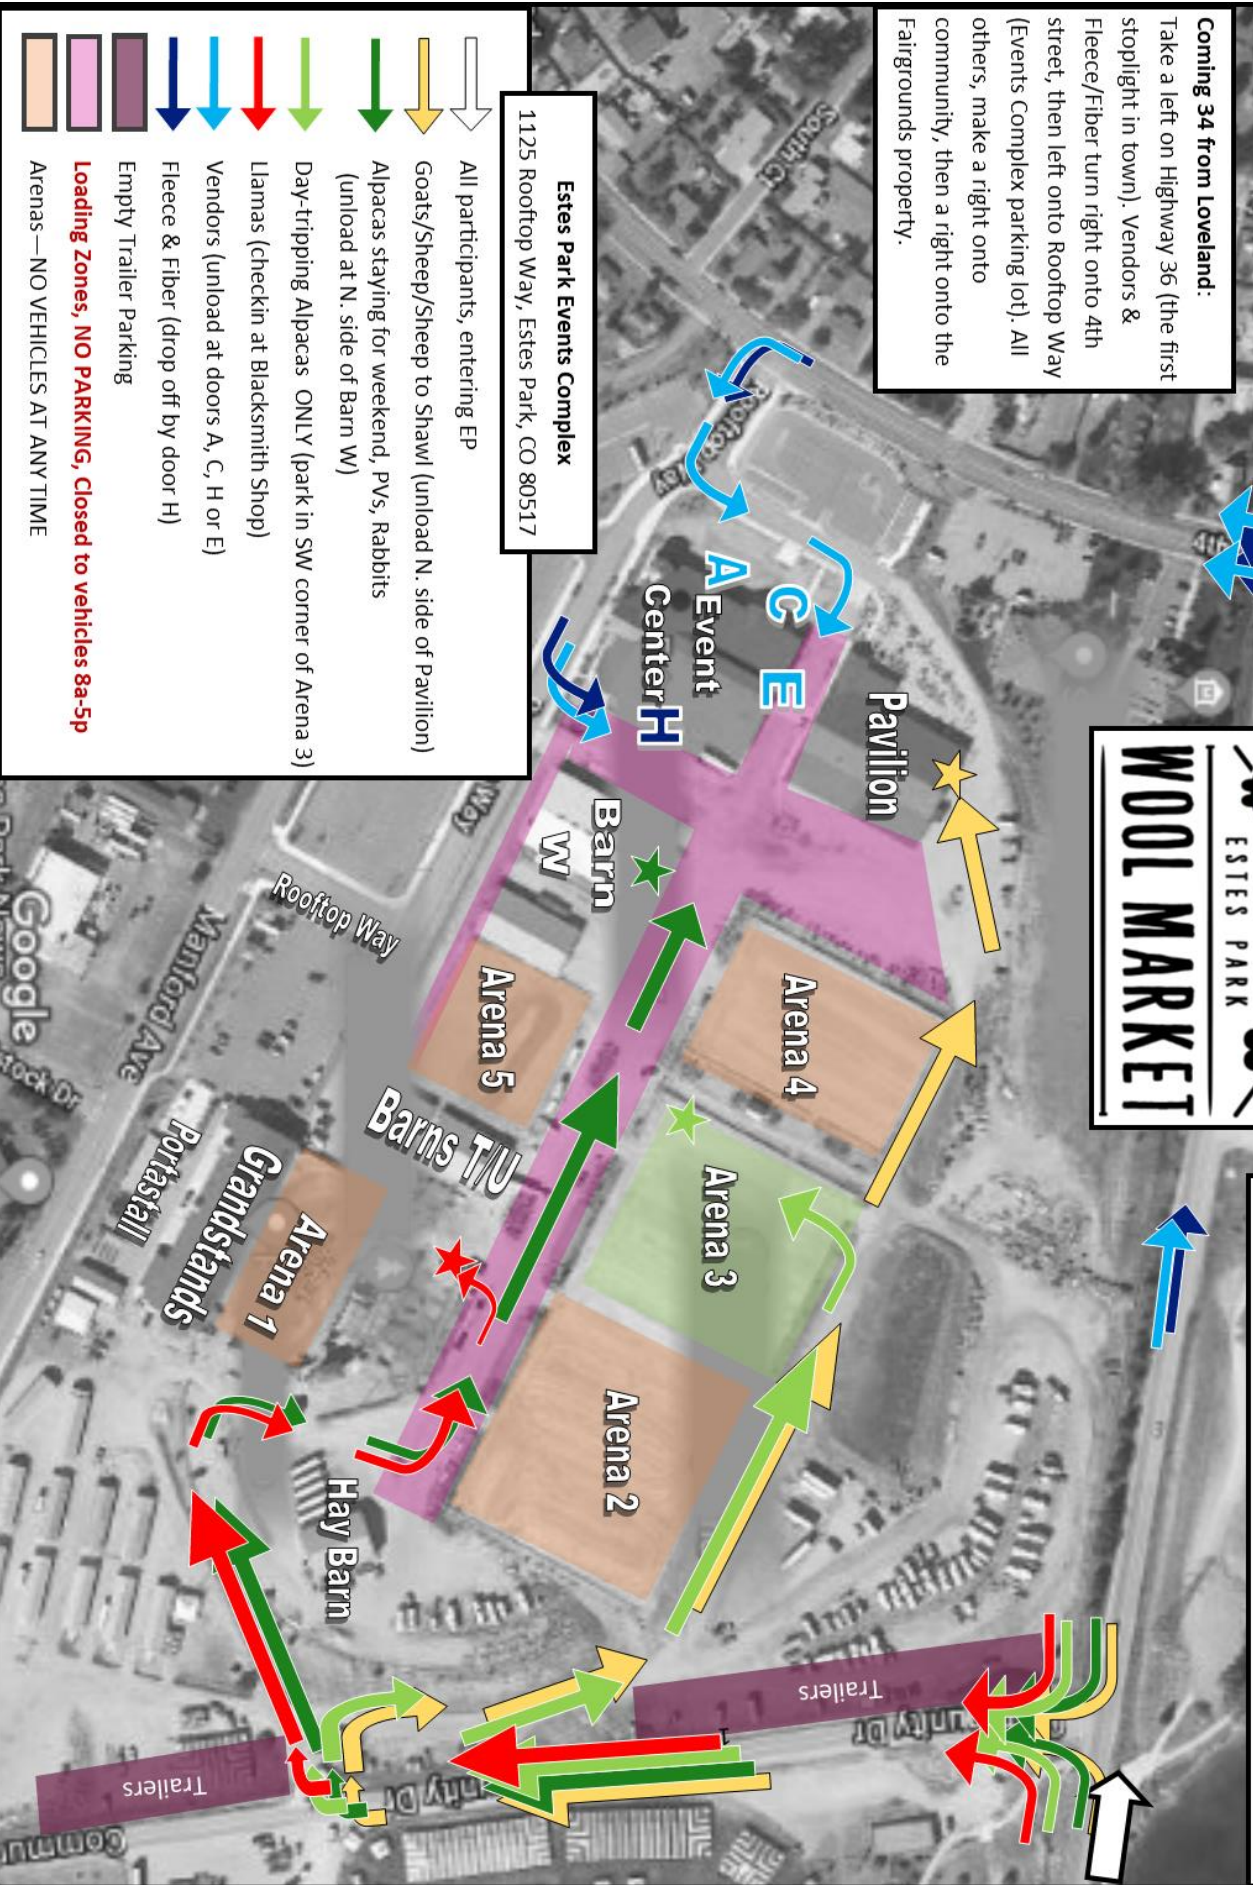 Coming 34 from Loveland:
Take a left on Highway 36 (the first
stoplight in town). Vendors &
Fleece/Fiber turn right onto 4th
street, then left onto Rooftop Way
(Events Complex parking lot). All
others, make a right onto
community, then a right onto the
Fairgrounds property.
ESTES PARK
WOOL MARKET
South Ct
4th
Rooftop Way
A
C
E
H
Event
Center
Pavilion
Barn
W
Arena 4
Arena 5
Arena 3
Arena 2
Arena 1
Barns T/U
Grandstands
Portastall
Hay Barn
Rooftop Way
Way
Manford Ave
Google
Trailers
Trailers
1
Estes Park Events Complex
1125 Rooftop Way, Estes Park, CO 80517
All participants, entering EP
Goats/Sheep/Sheep to Shawl (unload N. side of Pavilion)
Alpacas staying for weekend, PVs, Rabbits
(unload at N. side of Barn W)
Day-tripping Alpacas ONLY (park in SW corner of Arena 3)
Llamas (checkin at Blacksmith Shop)
Vendors (unload at doors A, C, H or E)
Fleece & Fiber (drop off by door H)
Empty Trailer Parking
Loading Zones, NO PARKING, Closed to vehicles 8a-5p
Arenas—NO VEHICLES AT ANY TIME